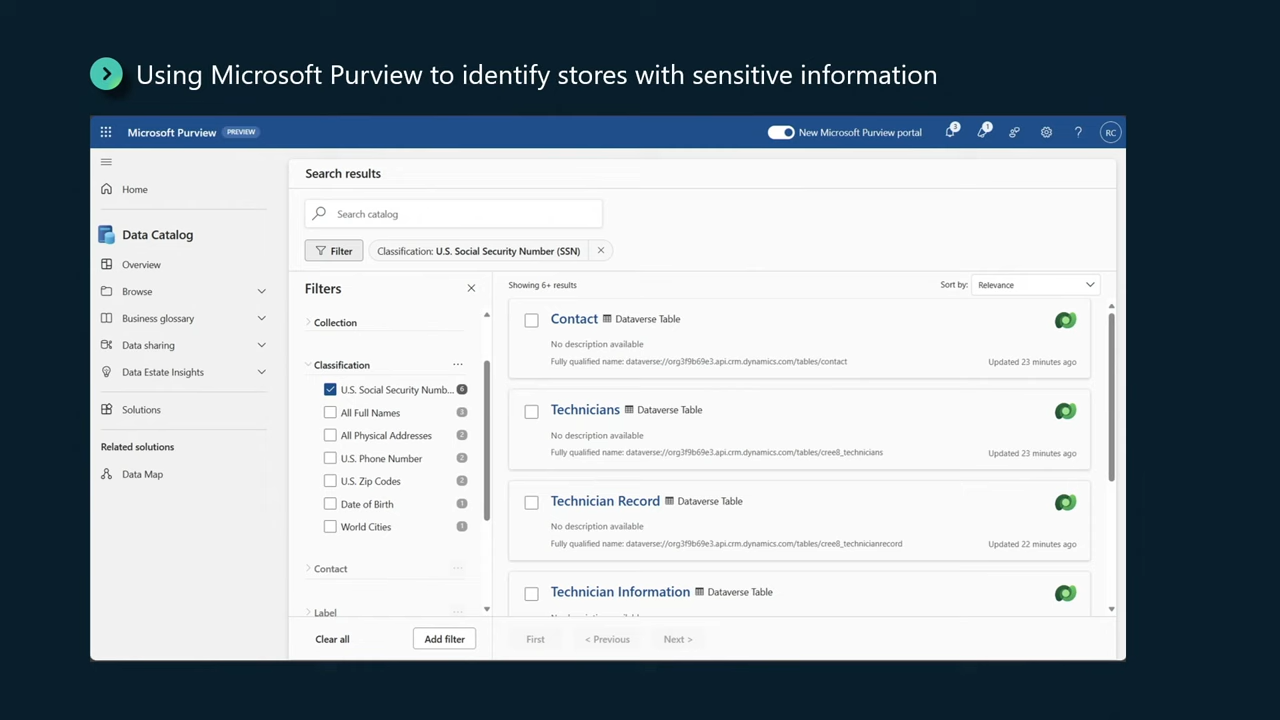 Using Microsoft Purview to identify stores with sensitive information
Microsoft Purview PREVIEW
New Microsoft Purview portal
3
1
?
RC
Home
Data Catalog
Overview
Browse
Business glossary
Data sharing
Data Estate Insights
Solutions
Related solutions
Data Map
Search results
Search catalog
Filter
Classification: U.S. Social Security Number (SSN)
Filters
Collection
Classification
U.S. Social Security Numb... 6
All Full Names 3
All Physical Addresses 2
U.S. Phone Number 2
U.S. Zip Codes 2
Date of Birth 1
World Cities 1
Contact
Label
Clear all
Add filter
Showing 6+ results
Sort by: Relevance
Contact Dataverse Table
No description available
Fully qualified name: dataverse://org3f9b69e3.api.crm.dynamics.com/tables/contact
Updated 23 minutes ago
Technicians Dataverse Table
No description available
Fully qualified name: dataverse://org3f9b69e3.api.crm.dynamics.com/tables/cree8_technicians
Updated 23 minutes ago
Technician Record Dataverse Table
No description available
Fully qualified name: dataverse://org3f9b69e3.api.crm.dynamics.com/tables/cree8_technicianrecord
Updated 22 minutes ago
Technician Information Dataverse Table
First
< Previous
Next >